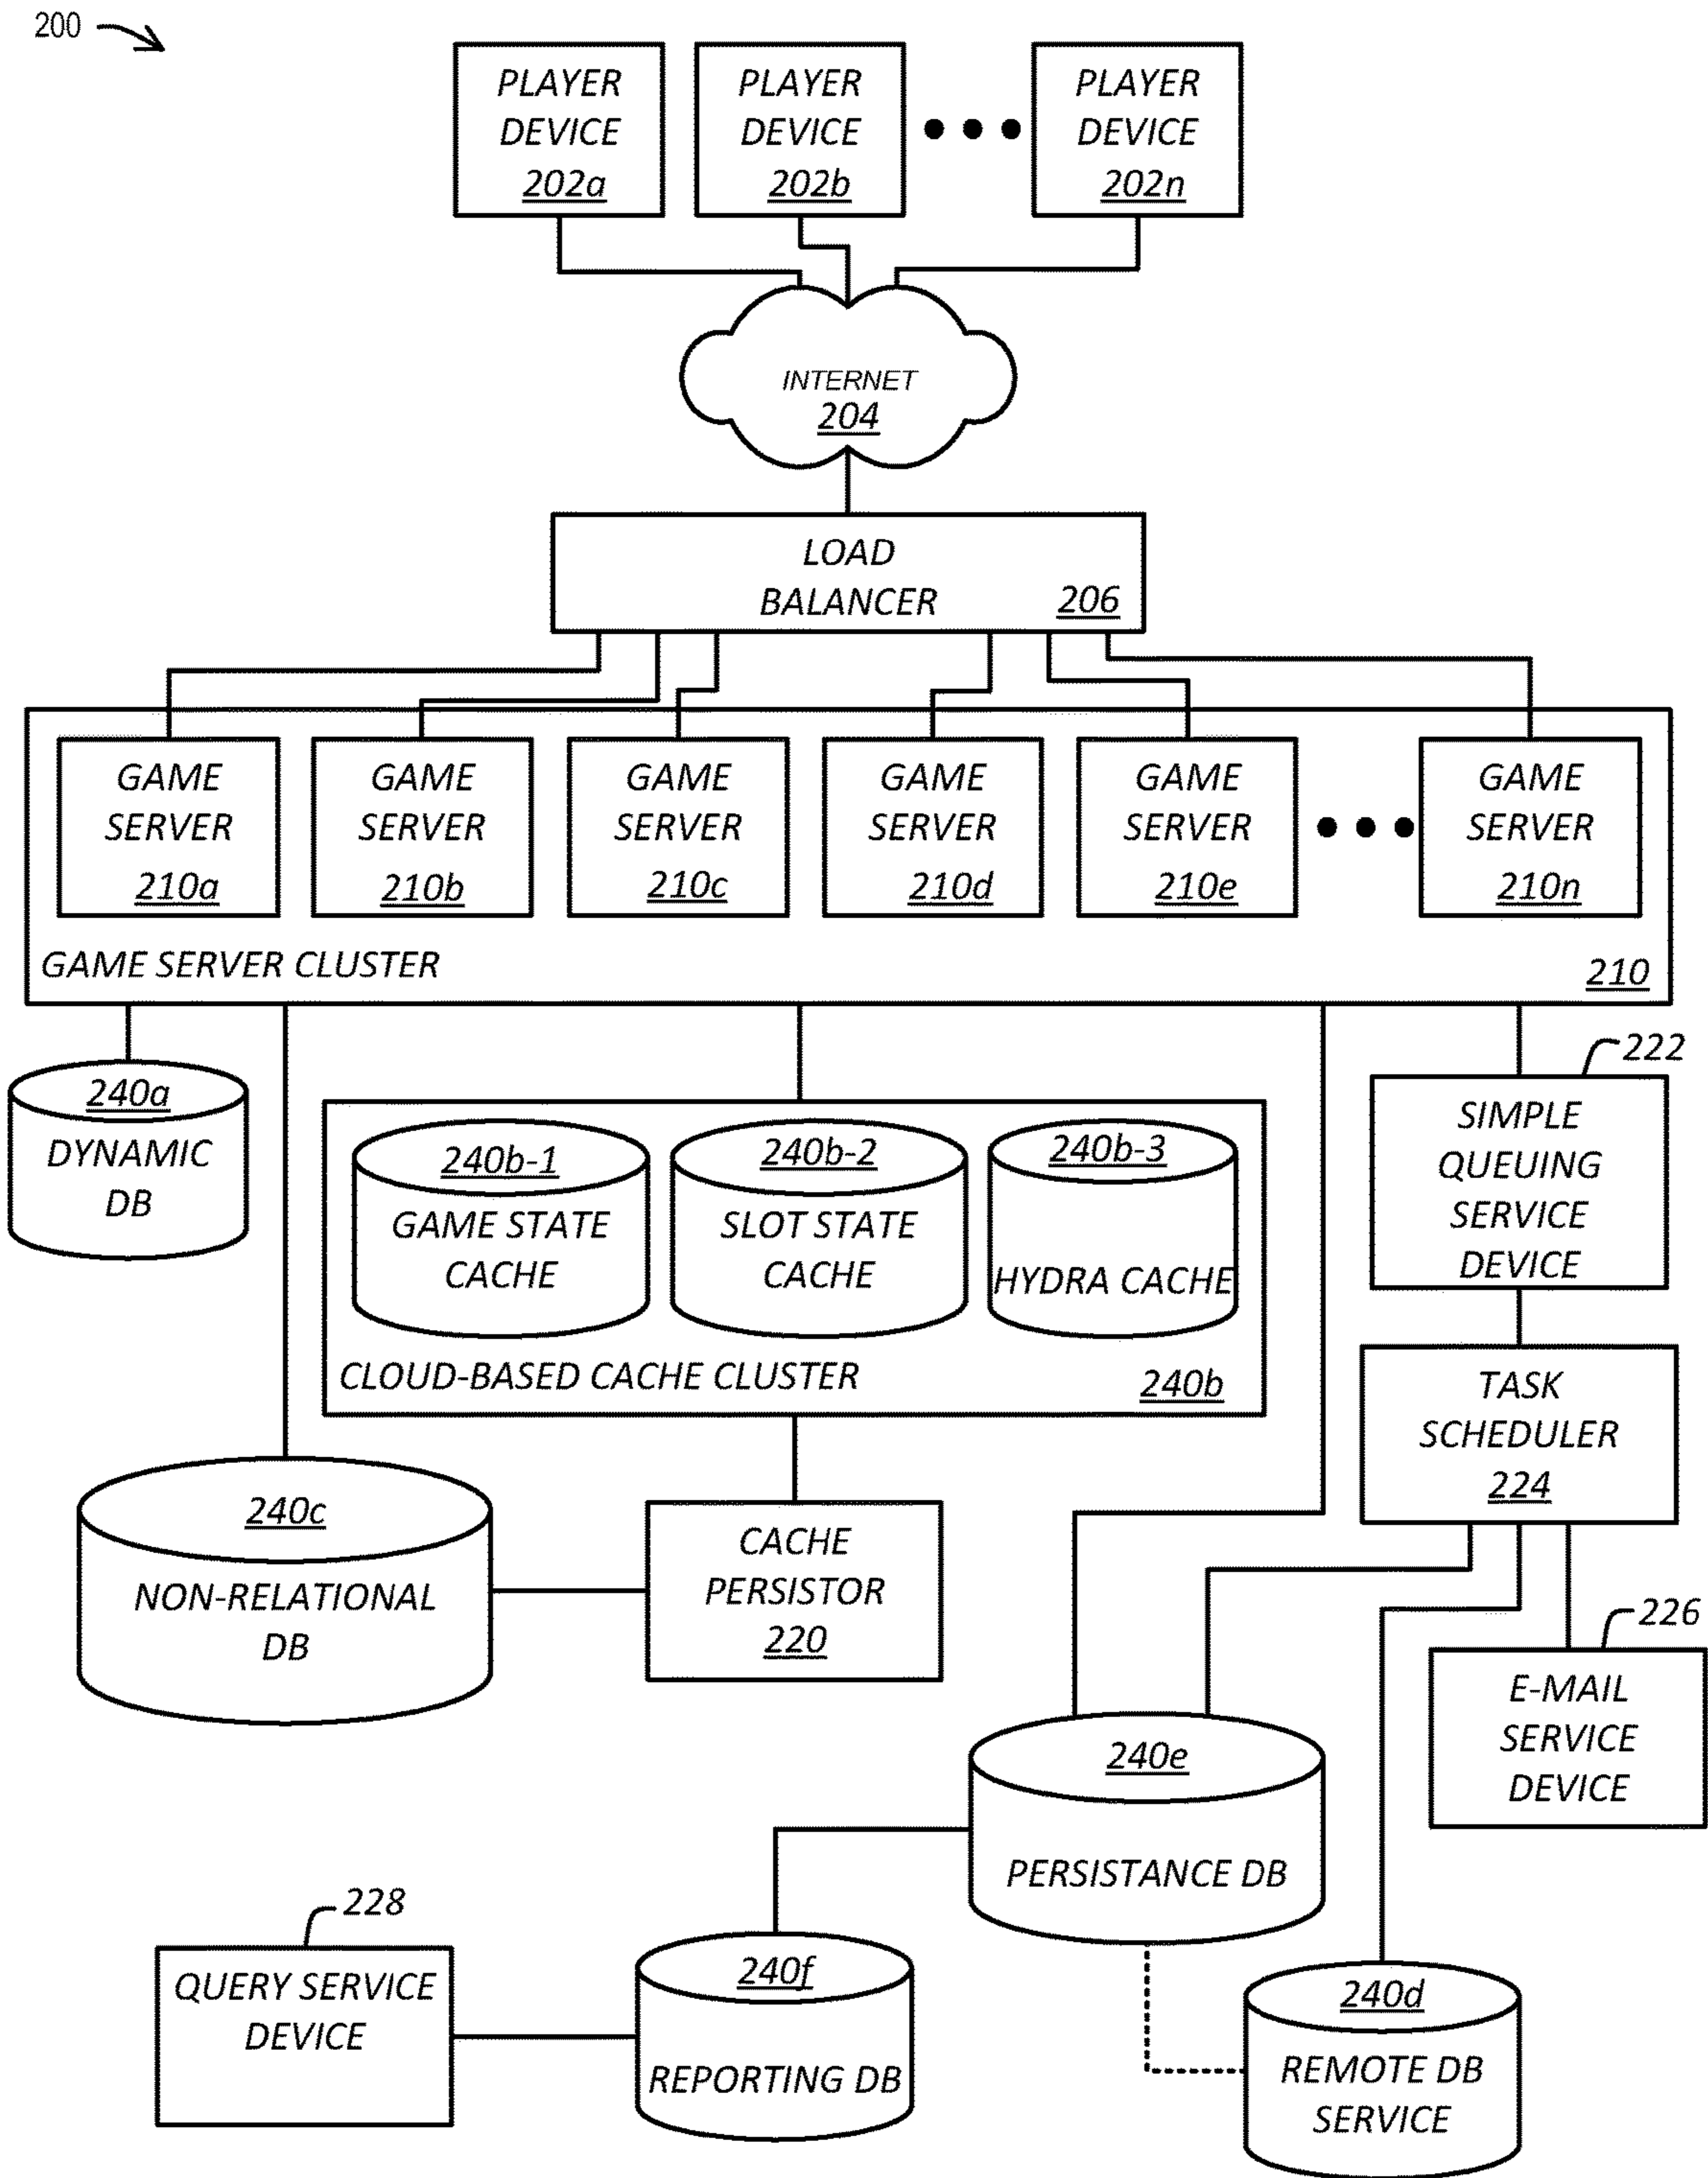 200
PLAYER
DEVICE
202a
PLAYER
DEVICE
202b
PLAYER
DEVICE
202n
INTERNET
204
LOAD
BALANCER
206
GAME
SERVER
210a
GAME
SERVER
210b
GAME
SERVER
210c
GAME
SERVER
210d
GAME
SERVER
210e
GAME
SERVER
210n
GAME SERVER CLUSTER
210
240a
DYNAMIC
DB
240b-1
GAME STATE
CACHE
240b-2
SLOT STATE
CACHE
240b-3
HYDRA CACHE
CLOUD-BASED CACHE CLUSTER
240b
222
SIMPLE
QUEUING
SERVICE
DEVICE
TASK
SCHEDULER
224
240c
NON-RELATIONAL
DB
CACHE
PERSISTOR
220
226
E-MAIL
SERVICE
DEVICE
240e
PERSISTANCE DB
228
QUERY SERVICE
DEVICE
240f
REPORTING DB
240d
REMOTE DB
SERVICE